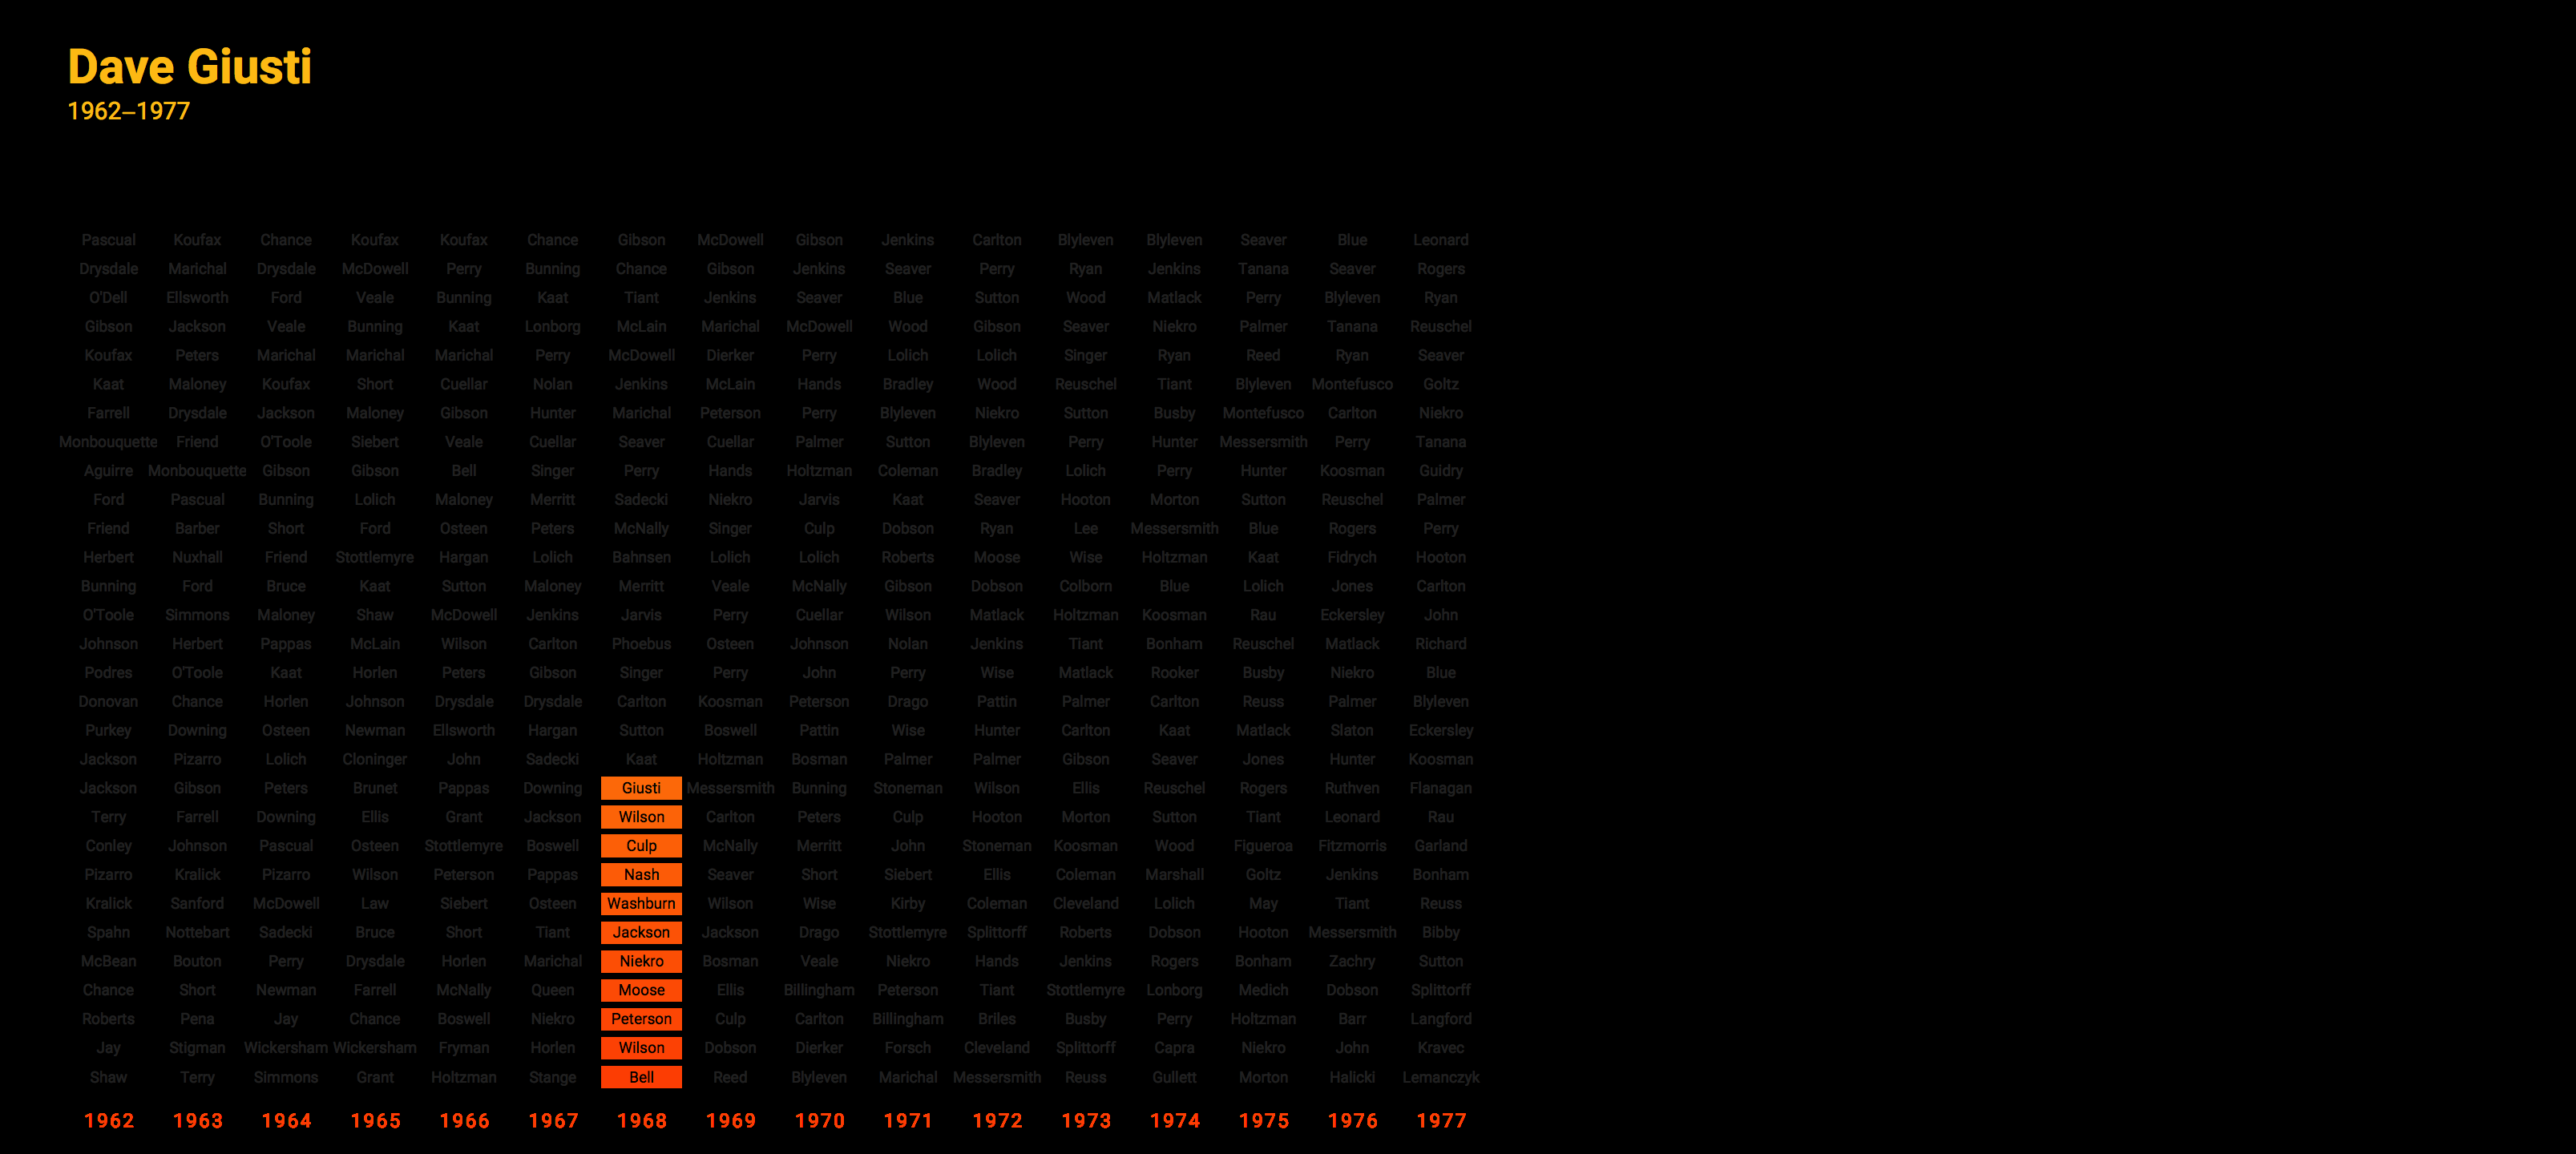 Dave Giusti
1962–1977
Pascual Koufax Chance Koufax Koufax Chance Gibson McDowell Gibson Jenkins Carlton Blyleven Blyleven Seaver Blue Leonard
Drysdale Marichal Drysdale McDowell Perry Bunning Chance Gibson Jenkins Seaver Perry Ryan Jenkins Tanana Seaver Rogers
O'Dell Ellsworth Ford Veale Bunning Kaat Tiant Jenkins Seaver Blue Sutton Wood Matlack Perry Blyleven Ryan
Gibson Jackson Veale Bunning Kaat Lonborg McLain Marichal McDowell Wood Gibson Seaver Niekro Palmer Tanana Reuschel
Koufax Peters Marichal Marichal Marichal Perry McDowell Dierker Perry Lolich Lolich Singer Ryan Reed Ryan Seaver
Kaat Maloney Koufax Short Cuellar Nolan Jenkins McLain Hands Bradley Wood Reuschel Tiant Blyleven Montefusco Goltz
Farrell Drysdale Jackson Maloney Gibson Hunter Marichal Peterson Perry Blyleven Niekro Sutton Busby Montefusco Carlton Niekro
Monbouquette Friend O'Toole Siebert Veale Cuellar Seaver Cuellar Palmer Sutton Blyleven Perry Hunter Messersmith Perry Tanana
Aguirre Monbouquette Gibson Gibson Bell Singer Perry Hands Holtzman Coleman Bradley Lolich Perry Hunter Koosman Guidry
Ford Pascual Bunning Lolich Maloney Merritt Sadecki Niekro Jarvis Kaat Seaver Hooton Morton Sutton Reuschel Palmer
Friend Barber Short Ford Osteen Peters McNally Singer Culp Dobson Ryan Lee Messersmith Blue Rogers Perry
Herbert Nuxhall Friend Stottlemyre Hargan Lolich Bahnsen Lolich Lolich Roberts Moose Wise Holtzman Kaat Fidrych Hooton
Bunning Ford Bruce Kaat Sutton Maloney Merritt Veale McNally Gibson Dobson Colborn Blue Lolich Jones Carlton
O'Toole Simmons Maloney Shaw McDowell Jenkins Jarvis Perry Cuellar Wilson Matlack Holtzman Koosman Rau Eckersley John
Johnson Herbert Pappas McLain Wilson Carlton Phoebus Osteen Johnson Nolan Jenkins Tiant Bonham Reuschel Matlack Richard
Podres O'Toole Kaat Horlen Peters Gibson Singer Perry John Perry Wise Matlack Rooker Busby Niekro Blue
Donovan Chance Horlen Johnson Drysdale Drysdale Carlton Koosman Peterson Drago Pattin Palmer Carlton Reuss Palmer Blyleven
Purkey Downing Osteen Newman Ellsworth Hargan Sutton Boswell Pattin Wise Hunter Carlton Kaat Matlack Slaton Eckersley
Jackson Pizarro Lolich Cloninger John Sadecki Kaat Holtzman Bosman Palmer Palmer Gibson Seaver Jones Hunter Koosman
Jackson Gibson Peters Brunet Pappas Downing Giusti Messersmith Bunning Stoneman Wilson Ellis Reuschel Rogers Ruthven Flanagan
Terry Farrell Downing Ellis Grant Jackson Wilson Carlton Peters Culp Hooton Morton Sutton Tiant Leonard Rau
Conley Johnson Pascual Osteen Stottlemyre Boswell Culp McNally Merritt John Stoneman Koosman Wood Figueroa Fitzmorris Garland
Pizarro Kralick Pizarro Wilson Peterson Pappas Nash Seaver Short Siebert Ellis Coleman Marshall Goltz Jenkins Bonham
Kralick Sanford McDowell Law Siebert Osteen Washburn Wilson Wise Kirby Coleman Cleveland Lolich May Tiant Reuss
Spahn Nottebart Sadecki Bruce Short Tiant Jackson Jackson Drago Stottlemyre Splittorff Roberts Dobson Hooton Messersmith Bibby
McBean Bouton Perry Drysdale Horlen Marichal Niekro Bosman Veale Niekro Hands Jenkins Rogers Bonham Zachry Sutton
Chance Short Newman Farrell McNally Queen Moose Ellis Billingham Peterson Tiant Stottlemyre Lonborg Medich Dobson Splittorff
Roberts Pena Jay Chance Boswell Niekro Peterson Culp Carlton Billingham Briles Busby Perry Holtzman Barr Langford
Jay Stigman Wickersham Wickersham Fryman Horlen Wilson Dobson Dierker Forsch Cleveland Splittorff Capra Niekro John Kravec
Shaw Terry Simmons Grant Holtzman Stange Bell Reed Blyleven Marichal Messersmith Reuss Gullett Morton Halicki Lemanczyk
1962 1963 1964 1965 1966 1967 1968 1969 1970 1971 1972 1973 1974 1975 1976 1977